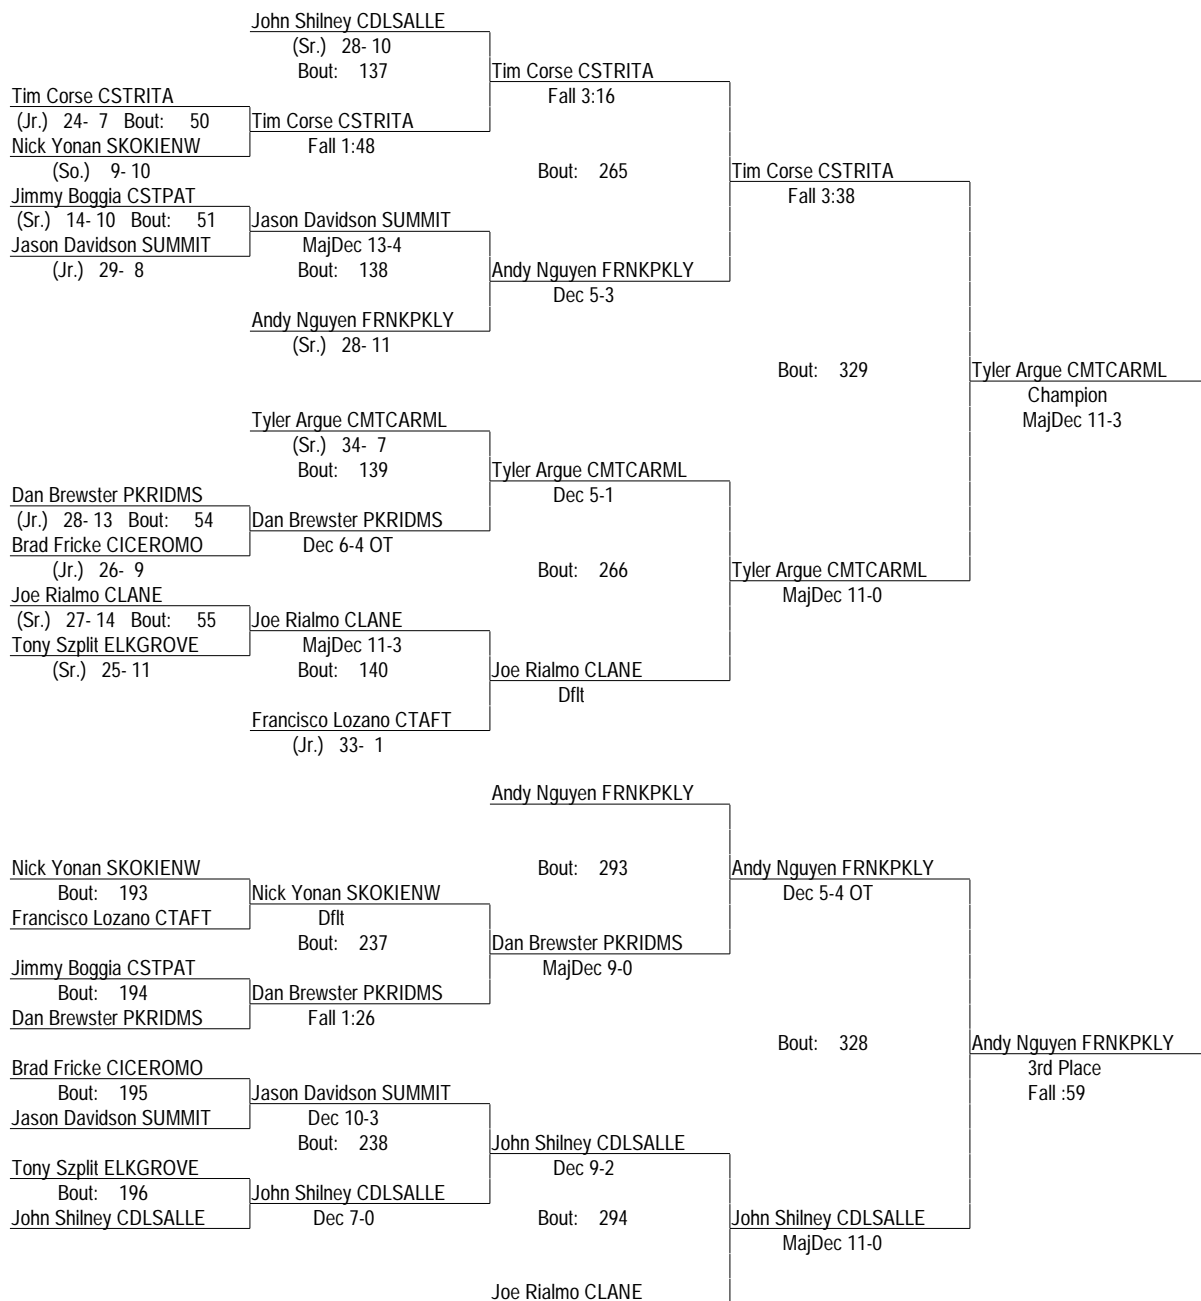 John Shilney CDLSALLE
(Sr.) 28- 10
Bout: 137
Tim Corse CSTRITA
Fall 3:16
Tim Corse CSTRITA
(Jr.) 24- 7 Bout: 50
Tim Corse CSTRITA
Nick Yonan SKOKIENW
Fall 1:48
(So.) 9- 10
Bout: 265
Tim Corse CSTRITA
Fall 3:38
Jimmy Boggia CSTPAT
(Sr.) 14- 10 Bout: 51
Jason Davidson SUMMIT
Jason Davidson SUMMIT
MajDec 13-4
(Jr.) 29- 8
Bout: 138
Andy Nguyen FRNKPKLY
Dec 5-3
Andy Nguyen FRNKPKLY
(Sr.) 28- 11
Bout: 329
Tyler Argue CMTCARML
Champion
MajDec 11-3
Tyler Argue CMTCARML
(Sr.) 34- 7
Bout: 139
Tyler Argue CMTCARML
Dec 5-1
Dan Brewster PKRIDMS
(Jr.) 28- 13 Bout: 54
Dan Brewster PKRIDMS
Brad Fricke CICEROMO
Dec 6-4 OT
(Jr.) 26- 9
Bout: 266
Tyler Argue CMTCARML
MajDec 11-0
Joe Rialmo CLANE
(Sr.) 27- 14 Bout: 55
Joe Rialmo CLANE
Tony Szplit ELKGROVE
MajDec 11-3
(Sr.) 25- 11
Bout: 140
Joe Rialmo CLANE
Dflt
Francisco Lozano CTAFT
(Jr.) 33- 1
Andy Nguyen FRNKPKLY
Nick Yonan SKOKIENW
Bout: 293
Andy Nguyen FRNKPKLY
Bout: 193
Nick Yonan SKOKIENW
Dec 5-4 OT
Francisco Lozano CTAFT
Dflt
Bout: 237
Dan Brewster PKRIDMS
MajDec 9-0
Jimmy Boggia CSTPAT
Bout: 194
Dan Brewster PKRIDMS
Dan Brewster PKRIDMS
Fall 1:26
Bout: 328
Andy Nguyen FRNKPKLY
3rd Place
Fall :59
Brad Fricke CICEROMO
Bout: 195
Jason Davidson SUMMIT
Jason Davidson SUMMIT
Dec 10-3
Bout: 238
John Shilney CDLSALLE
Dec 9-2
Tony Szplit ELKGROVE
Bout: 196
John Shilney CDLSALLE
John Shilney CDLSALLE
Dec 7-0
Bout: 294
John Shilney CDLSALLE
MajDec 11-0
Joe Rialmo CLANE